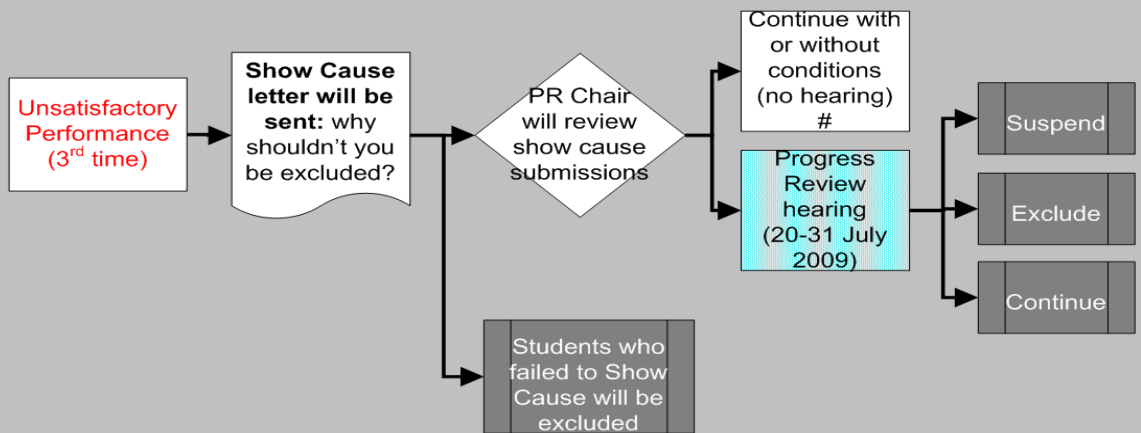 Unsatisfactory
Performance
(3rd time)
Show Cause
letter will be
sent: why
shouldn't you
be excluded?
PR Chair
will review
show cause
submissions
Continue with
or without
conditions
(no hearing)
#
Progress
Review
hearing
(20-31 July
2009)
Suspend
Exclude
Continue
Students who
failed to Show
Cause will be
excluded